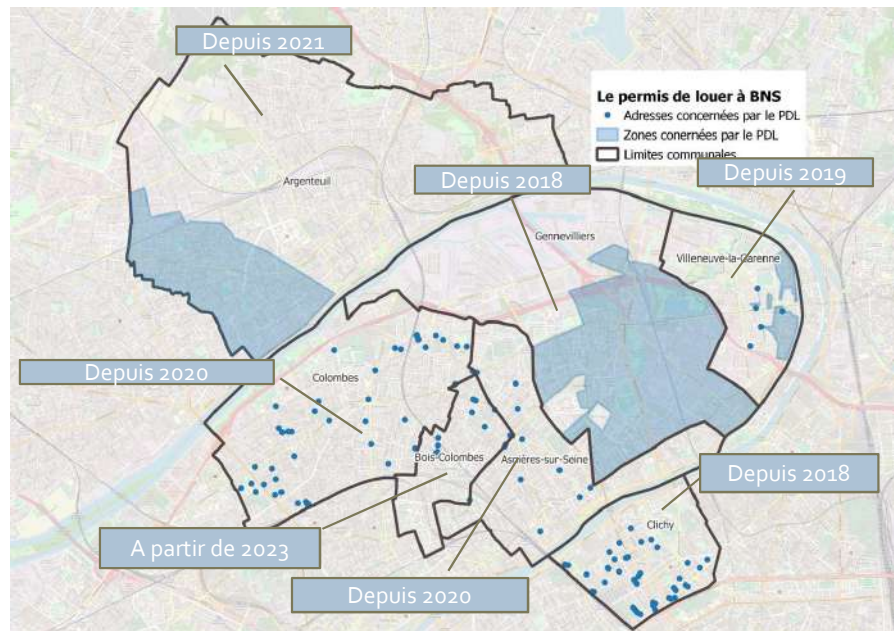 Depuis 2021
Le permis de louer à BNS
Adresses concernées par le PDL
Zones conernées par le PDL
Limites communales
Depuis 2018
Depuis 2019
Argenteuil
Gennevilliers
Villeneuve-la-Garenne
Depuis 2020
Colombes
Bois-Colombes
Asnières-sur-Seine
Depuis 2018
Clichy
A partir de 2023
Depuis 2020